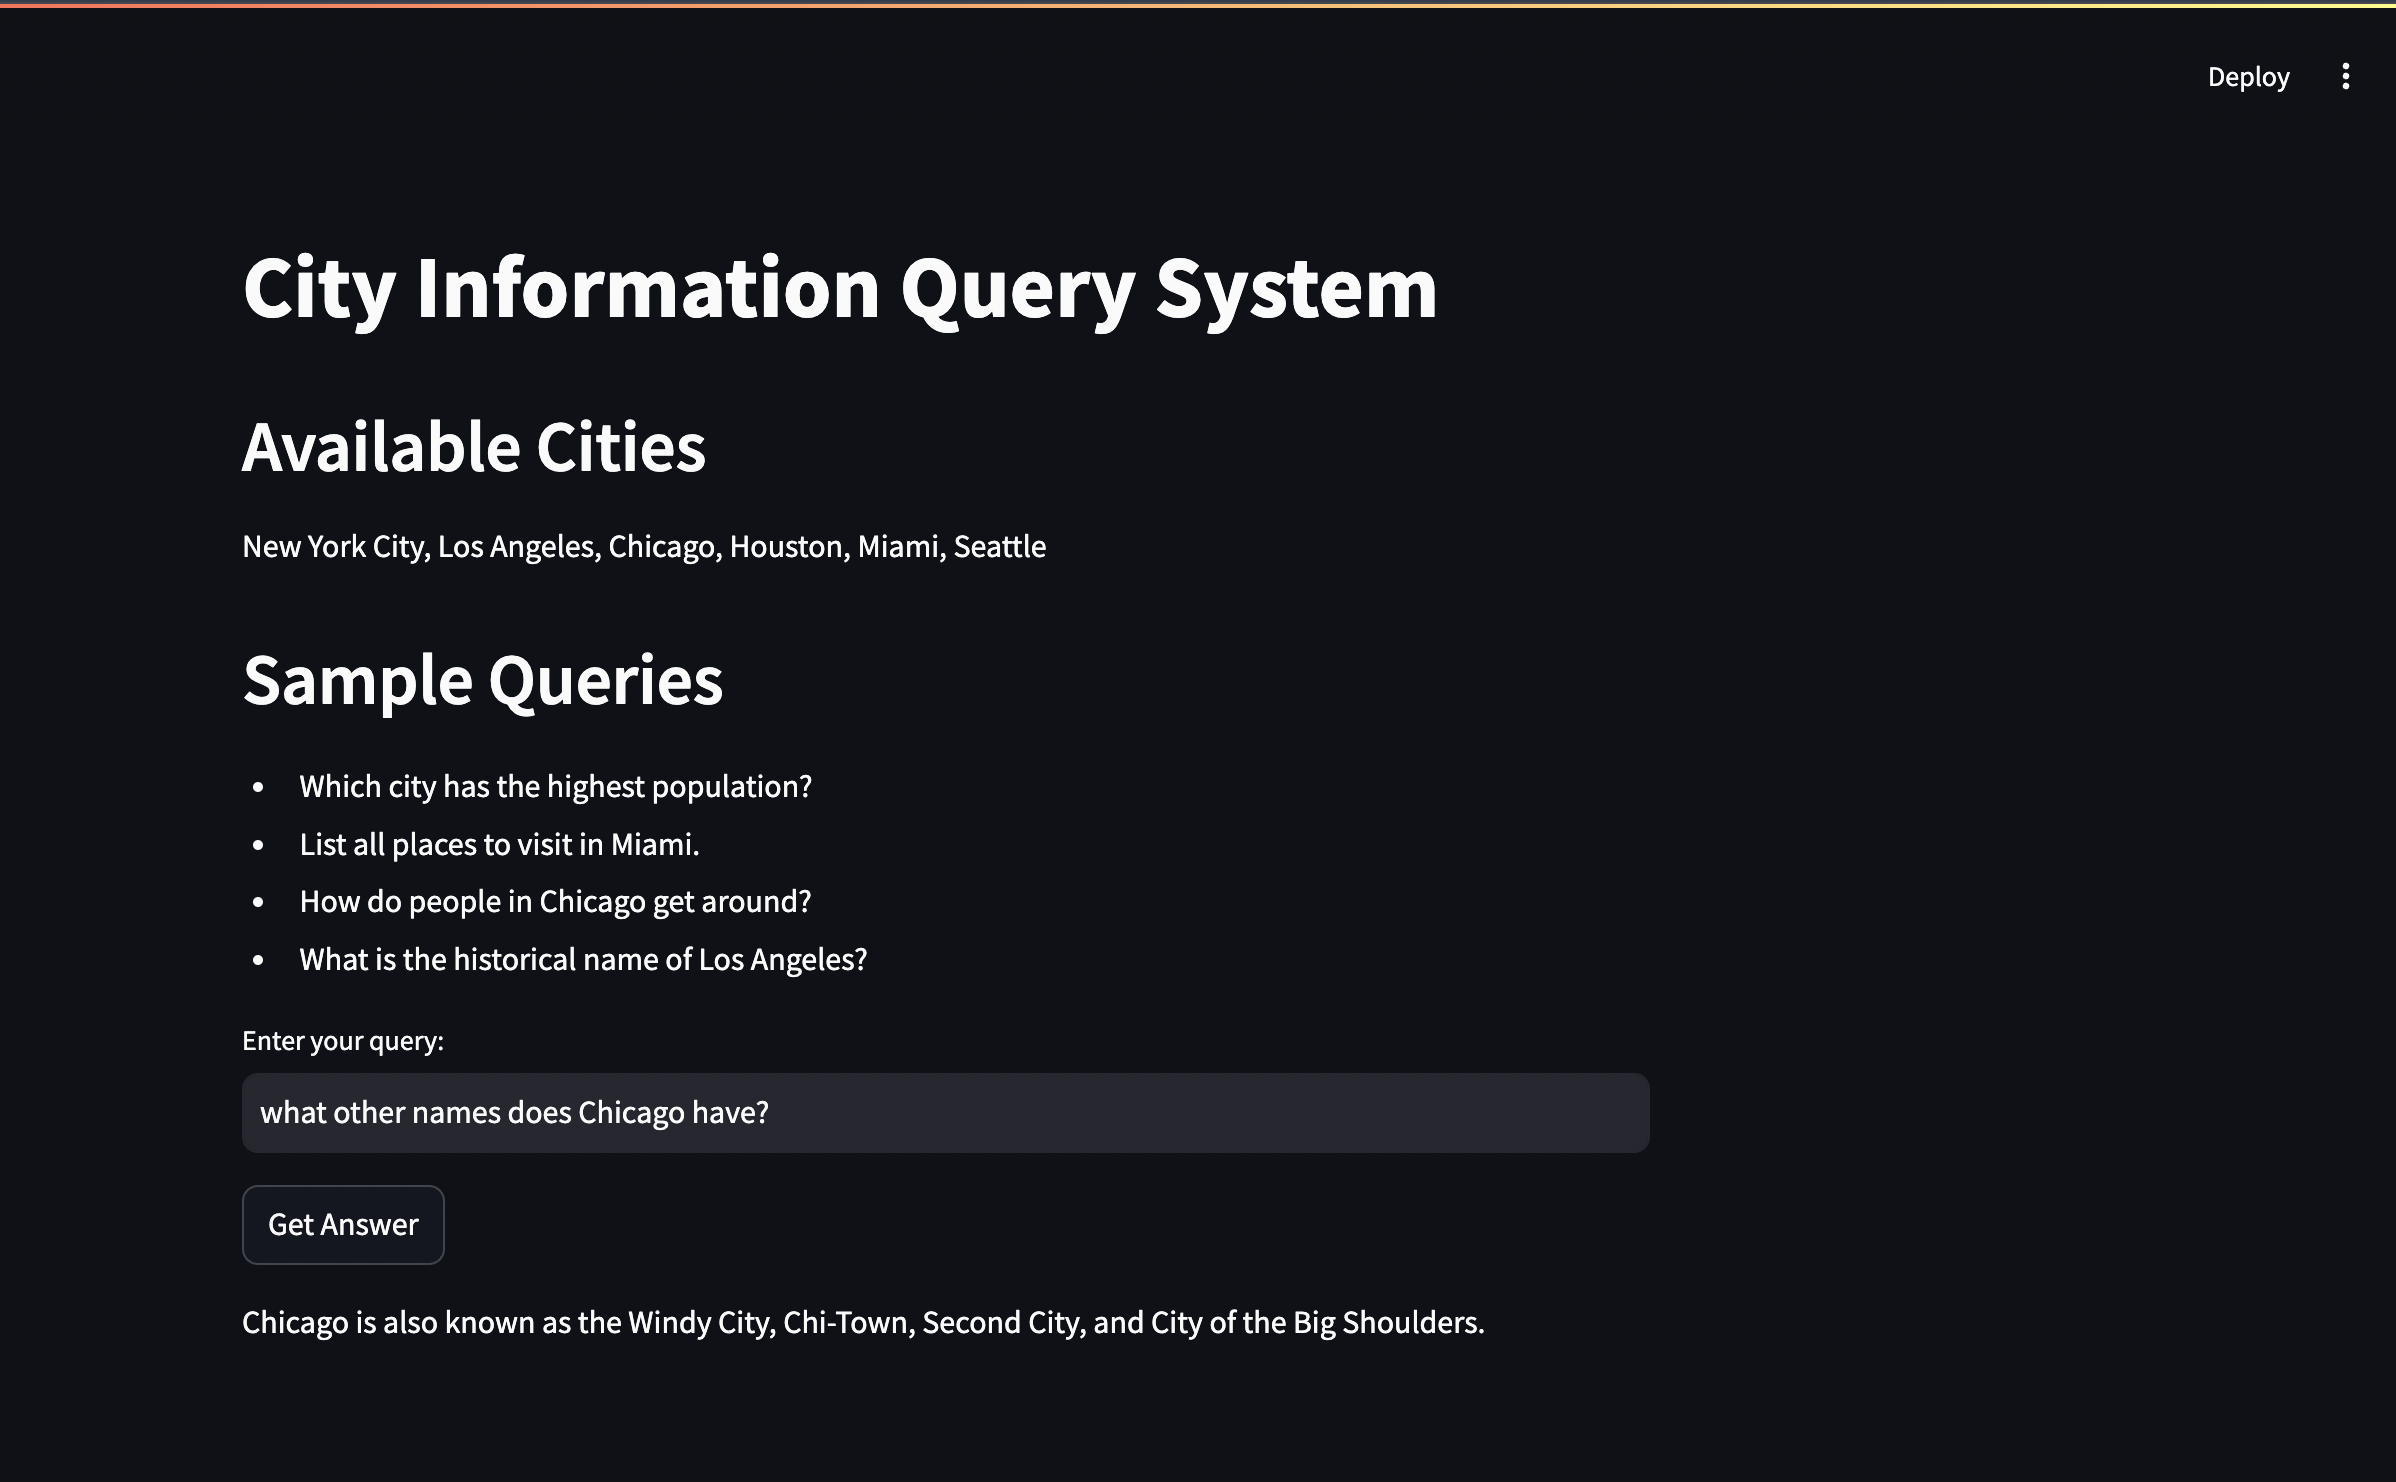 Deploy
City Information Query System
Available Cities
New York City, Los Angeles, Chicago, Houston, Miami, Seattle
Sample Queries
Which city has the highest population?
List all places to visit in Miami.
How do people in Chicago get around?
What is the historical name of Los Angeles?
Enter your query:
what other names does Chicago have?
Get Answer
Chicago is also known as the Windy City, Chi-Town, Second City, and City of the Big Shoulders.